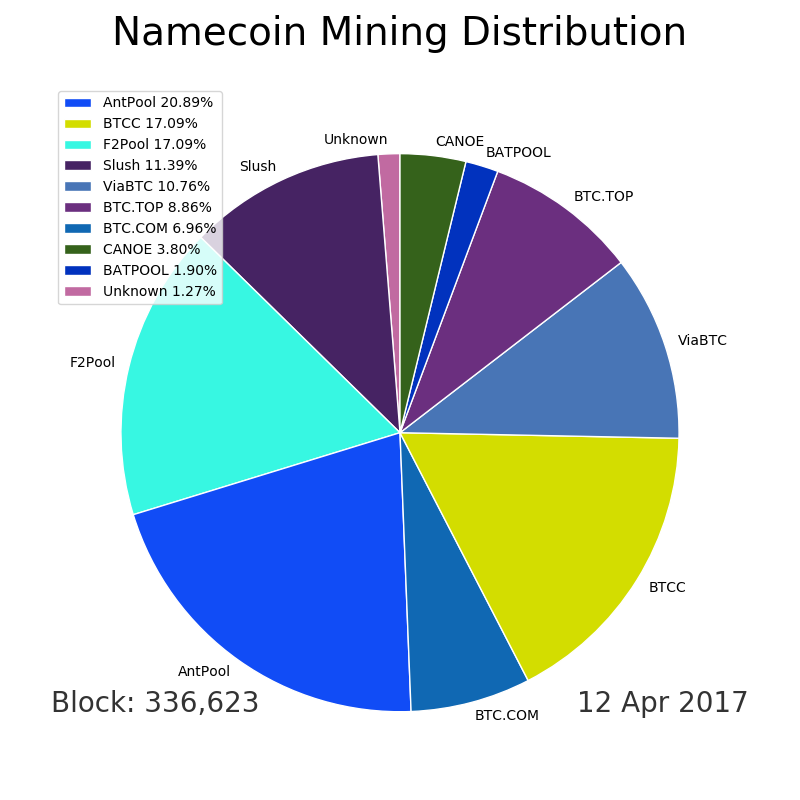 Namecoin Mining Distribution
AntPool 20.89%
BTCC 17.09%
F2Pool 17.09%
Slush 11.39%
ViaBTC 10.76%
BTC.TOP 8.86%
BTC.COM 6.96%
CANOE 3.80%
BATPOOL 1.90%
Unknown 1.27%
Unknown
CANOE
BATPOOL
Slush
BTC.TOP
ViaBTC
F2Pool
BTCC
AntPool
BTC.COM
Block: 336,623
12 Apr 2017